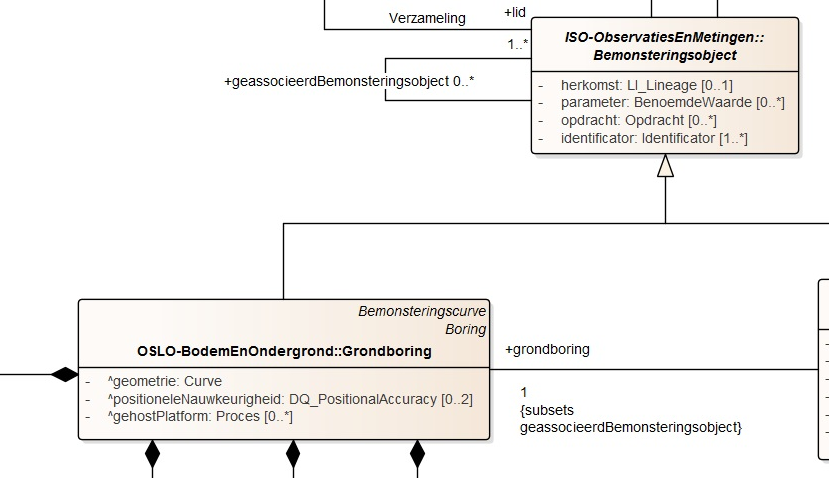 Verzameling
+lid
1..*
+geassocieerdBemonsteringsobject 0..*
ISO-ObservatiesEnMetingen::
Bemonsteringsobject
- herkomst: LI_Lineage [0..1]
- parameter: BenoemdeWaarde [0..*]
- opdracht: Opdracht [0..*]
- identificator: Identificator [1..*]
Bemonsteringscurve
Boring
OSLO-BodemEnOndergrond::Grondboring
- ^geometrie: Curve
- ^positioneleNauwkeurigheid: DQ_PositionalAccuracy [0..2]
- ^gehostPlatform: Proces [0..*]
+grondboring
1
{subsets
geassocieerdBemonsteringsobject}